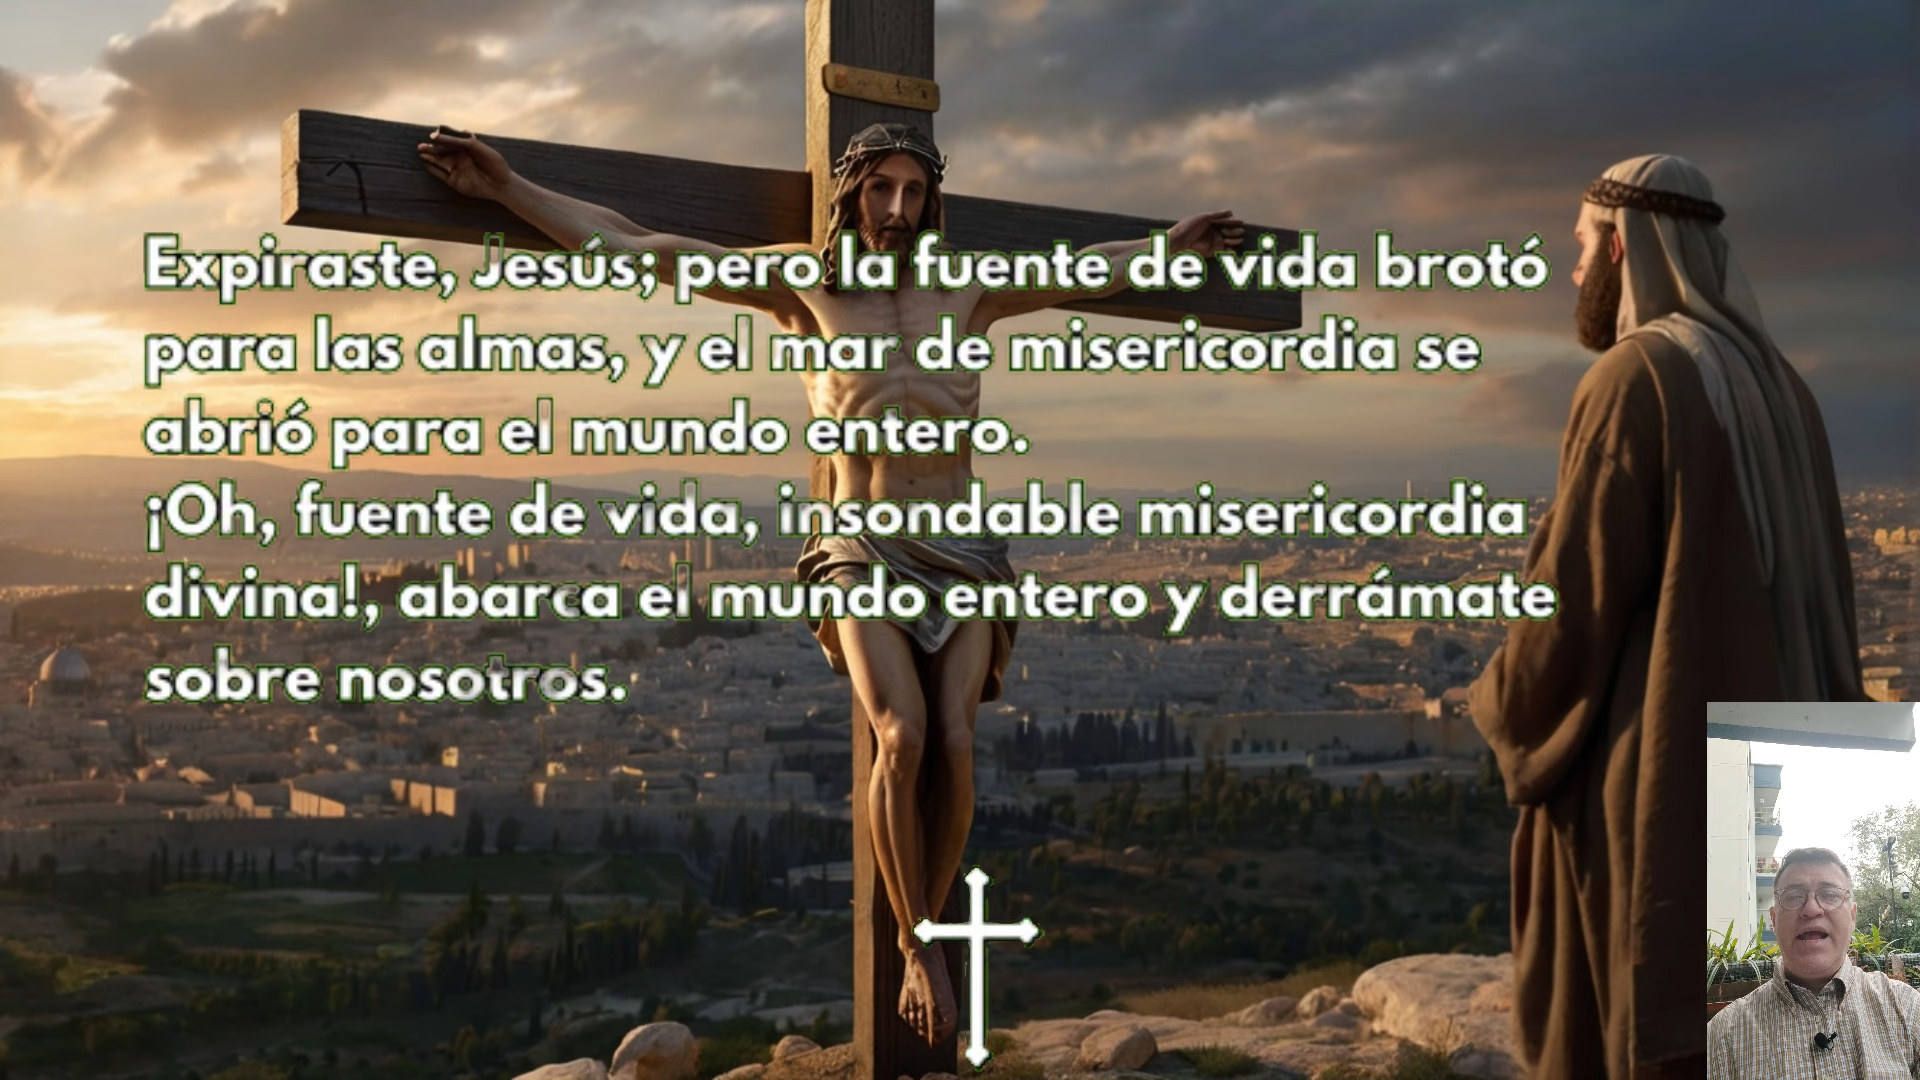 Expiraste, Jesús; pero la fuente de vida brotó
para las almas, y el mar de misericordia se
abrió para el mundo entero.
¡Oh, fuente de vida, insondable misericordia
divina!, abarca el mundo entero y derrámate
sobre nosotros.